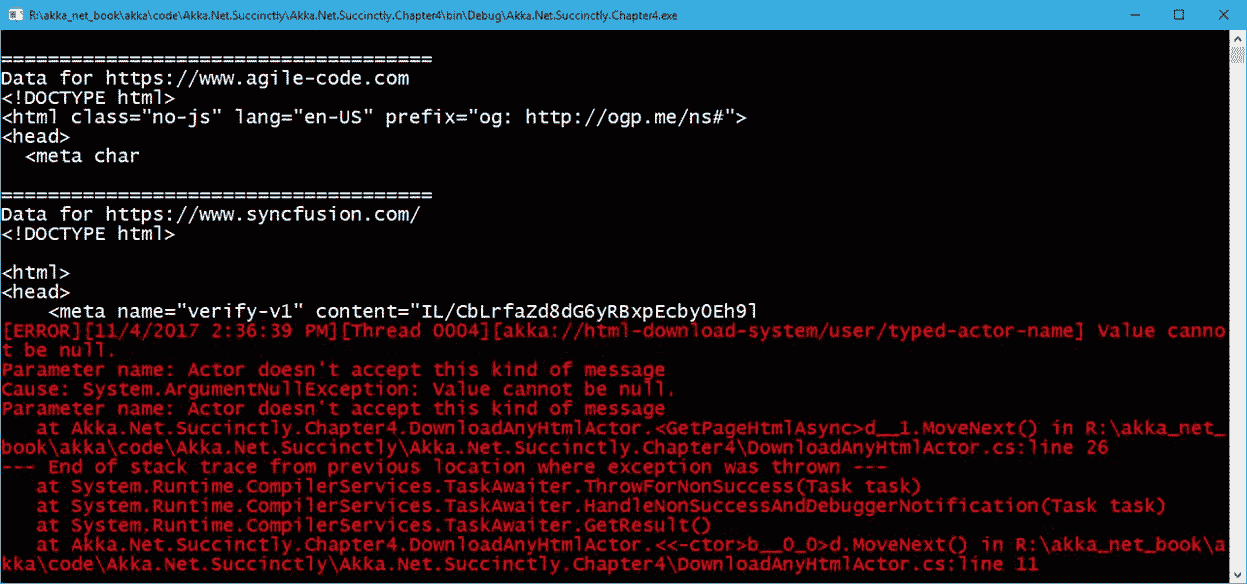 R:\akka_net_book\akka\code\Akka.Net.Succinctly\Akka.Net.Succinctly.Chapter4\bin\Debug\Akka.Net.Succinctly.Chapter4.exe
=====================================
Data for https://www.agile-code.com
<!DOCTYPE html>
<html class="no-js" lang="en-US" prefix="og: http://ogp.me/ns#">
<head>
  <meta char
=====================================
Data for https://www.syncfusion.com/
<!DOCTYPE html>
<html>
<head>
    <meta name="verify-v1" content="IL/CbLrfaZd8dG6yRBxpEcby0Eh9l
[ERROR][11/4/2017 2:36:39 PM][Thread 0004][akka://html-download-system/user/typed-actor-name] Value canno
t be null.
Parameter name: Actor doesn't accept this kind of message
Cause: System.ArgumentNullException: Value cannot be null.
Parameter name: Actor doesn't accept this kind of message
   at Akka.Net.Succinctly.Chapter4.DownloadAnyHtmlActor.<GetPageHtmlAsync>d__1.MoveNext() in R:\akka_net_
book\akka\code\Akka.Net.Succinctly\Akka.Net.Succinctly.Chapter4\DownloadAnyHtmlActor.cs:line 26
--- End of stack trace from previous location where exception was thrown ---
   at System.Runtime.CompilerServices.TaskAwaiter.ThrowForNonSuccess(Task task)
   at System.Runtime.CompilerServices.TaskAwaiter.HandleNonSuccessAndDebuggerNotification(Task task)
   at System.Runtime.CompilerServices.TaskAwaiter.GetResult()
   at Akka.Net.Succinctly.Chapter4.DownloadAnyHtmlActor.<<-ctor>b__0_0>d.MoveNext() in R:\akka_net_book\a
kka\code\Akka.Net.Succinctly\Akka.Net.Succinctly.Chapter4\DownloadAnyHtmlActor.cs:line 11